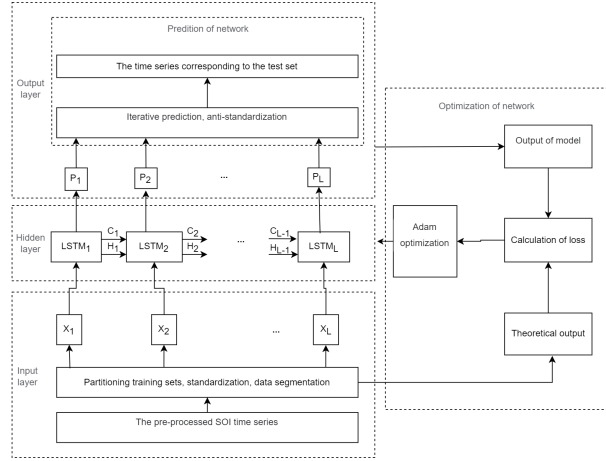 Predition of network
The time series corresponding to the test set
Output
layer
Iterative prediction, anti-standardization
P1
P2
...
PL
Hidden
layer
LSTM1
C1
H1
LSTM2
C2
H2
...
CL-1
HL-1
LSTML
X1
X2
...
XL
Input
layer
Partitioning training sets, standardization, data segmentation
The pre-processed SOI time series
Optimization of network
Output of model
Adam
optimization
Calculation of loss
Theoretical output